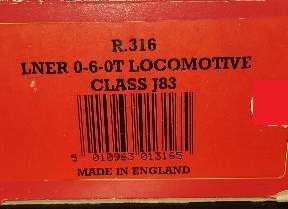 R.316
LNER 0-6-0T LOCOMOTIVE
CLASS J83
5 010963 013165
MADE IN ENGLAND